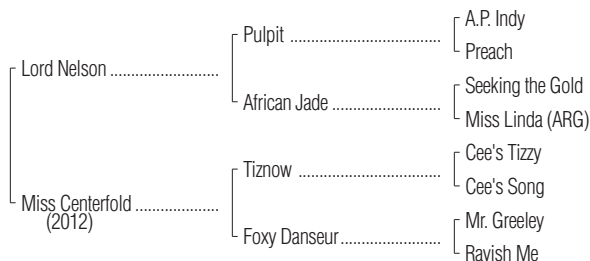 A.P. Indy
Pulpit ............................................
Preach
Lord Nelson ...............................
Seeking the Gold
African Jade ................................
Miss Linda (ARG)
Cee's Tizzy
Tiznow ..........................................
Cee's Song
Miss Centerfold ........................
(2012)
Mr. Greeley
Foxy Danseur.............................
Ravish Me